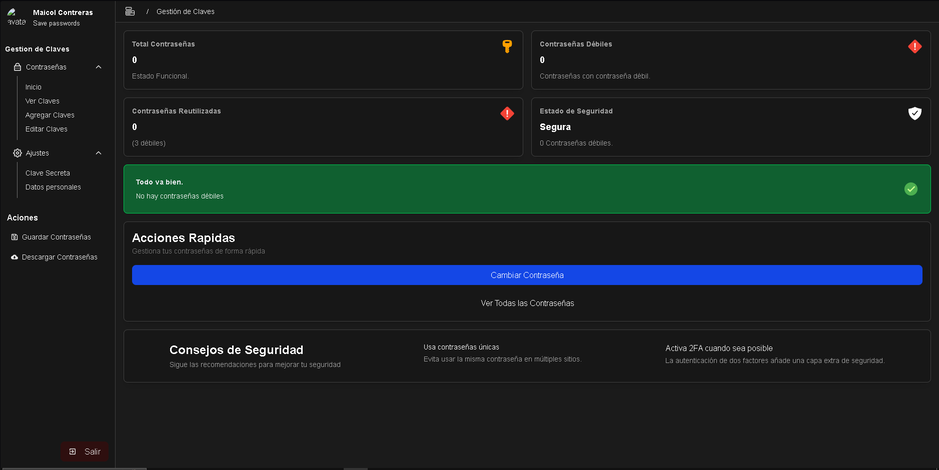 Maicol Contreras
Save passwords
Gestion de Claves
Contraseñas
Inicio
Ver Claves
Agregar Claves
Editar Claves
Ajustes
Clave Secreta
Datos personales
Aciones
Guardar Contraseñas
Descargar Contraseñas
Salir
/ Gestión de Claves
Total Contraseñas
0
Estado Funcional.
Contraseñas Débiles
0
Contraseñas con contraseña débil.
Contraseñas Reutilizadas
0
(3 débiles)
Estado de Seguridad
Segura
0 Contraseñas débiles.
Todo va bien.
No hay contraseñas débiles
Acciones Rapidas
Gestiona tus contraseñas de forma rápida
Cambiar Contraseña
Ver Todas las Contraseñas
Consejos de Seguridad
Sigue las recomendaciones para mejorar tu seguridad
Usa contraseñas únicas
Evita usar la misma contraseña en múltiples sitios.
Activa 2FA cuando sea posible
La autenticación de dos factores añade una capa extra de seguridad.